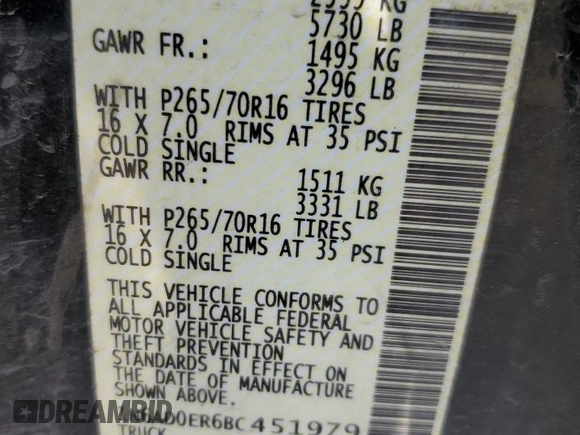 5730 LB
GAWR FR.: 1495 KG
3296 LB
WITH P265/70R16 TIRES
16 X 7.0 RIMS AT 35 PSI
COLD SINGLE
GAWR RR.: 1511 KG
3331 LB
WITH P265/70R16 TIRES
16 X 7.0 RIMS AT 35 PSI
COLD SINGLE
THIS VEHICLE CONFORMS TO
ALL APPLICABLE FEDERAL
MOTOR VEHICLE SAFETY AND
THEFT PREVENTION
STANDARDS IN EFFECT ON
THE DATE OF MANUFACTURE
SHOWN ABOVE.
TRUCK
DREAMBID